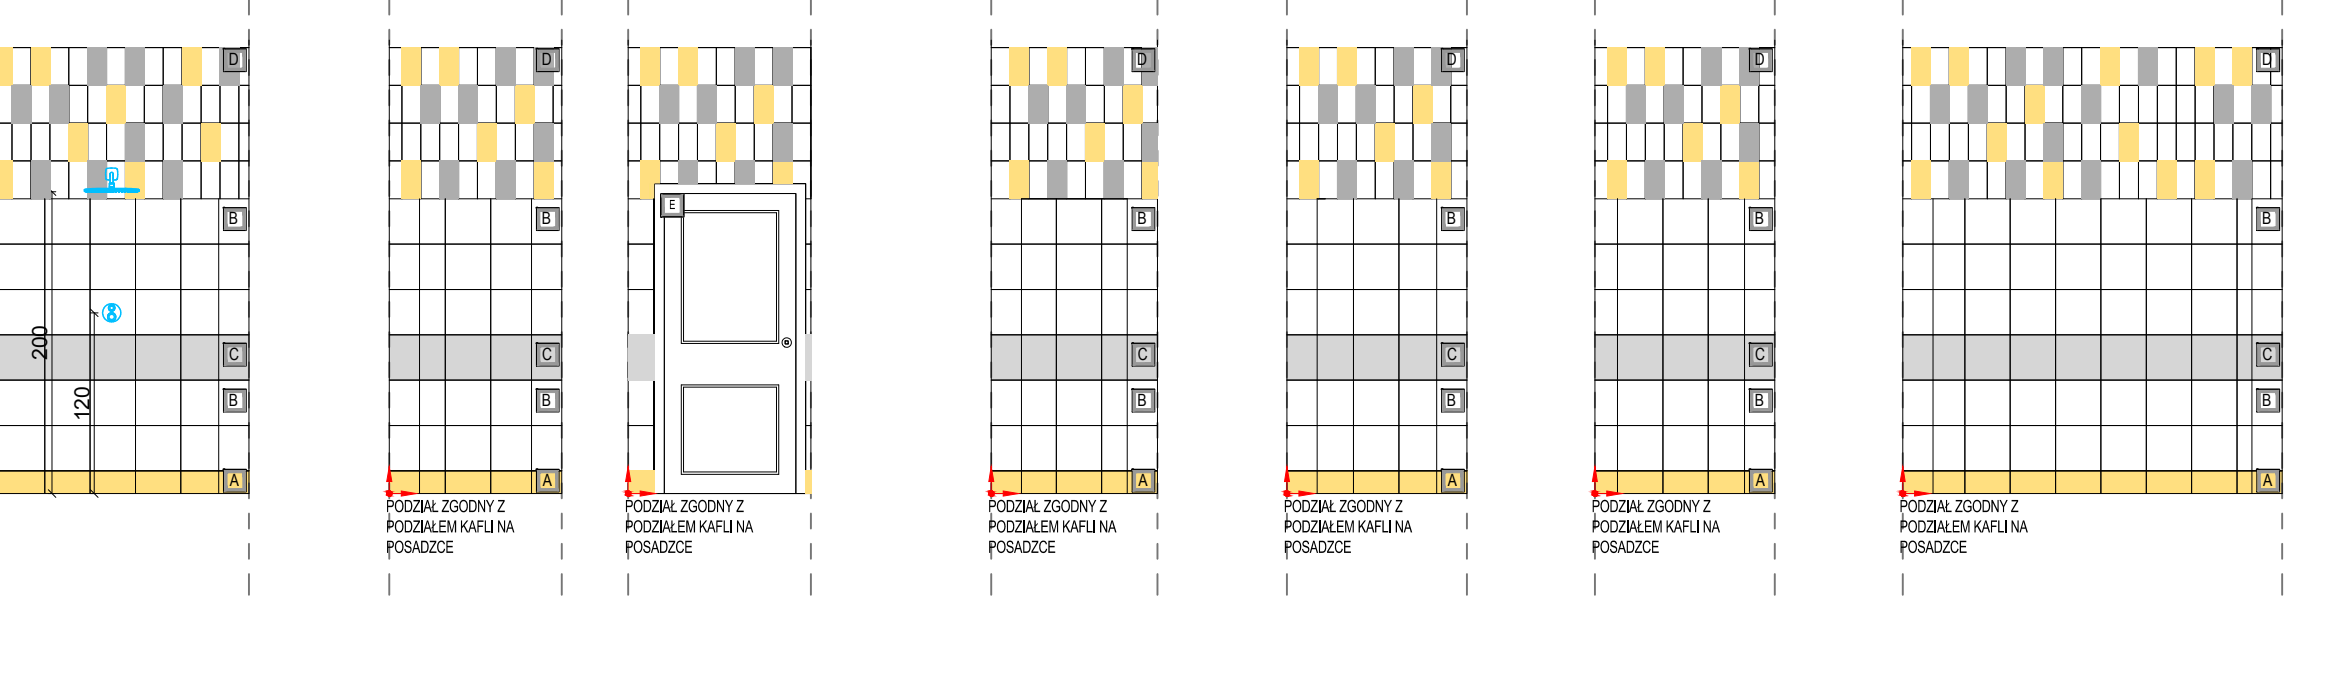 D D D D D D
E
B B B B B B
200
C C C C C C
120
B B B B B B
A A A A A A
PODZIAŁ ZGODNY Z
PODZIAŁEM KAFLI NA
POSADZCE
PODZIAŁ ZGODNY Z
PODZIAŁEM KAFLI NA
POSADZCE
PODZIAŁ ZGODNY Z
PODZIAŁEM KAFLI NA
POSADZCE
PODZIAŁ ZGODNY Z
PODZIAŁEM KAFLI NA
POSADZCE
PODZIAŁ ZGODNY Z
PODZIAŁEM KAFLI NA
POSADZCE
PODZIAŁ ZGODNY Z
PODZIAŁEM KAFLI NA
POSADZCE